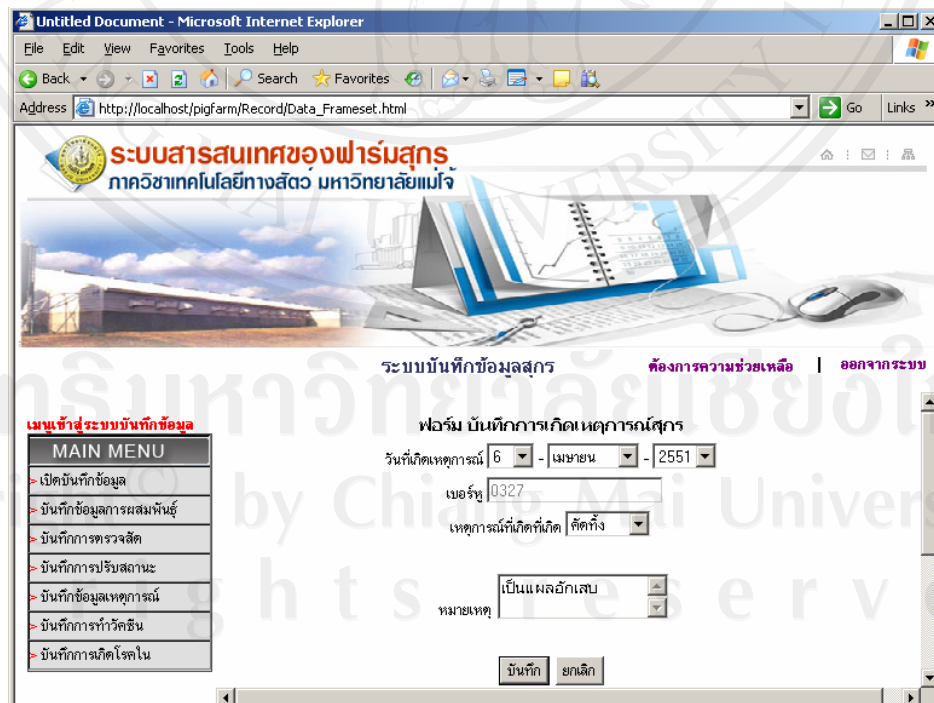 Untitled Document - Microsoft Internet Explorer
File Edit View Favorites Tools Help
Back Search Favorites
Address http://localhost/pigfarm/Record/Data_Frameset.html Go Links »
ระบบสารสนเทศของฟาร์มสุกร
ภาควิชาเทคโนโลยีทางสัตว์ มหาวิทยาลัยแม่โจ้
ระบบบันทึกข้อมูลสุกร ต้องการความช่วยเหลือ | ออกจากระบบ
เมนูเข้าสู่ระบบบันทึกข้อมูล
MAIN MENU
> เปิดบันทึกข้อมูล
> บันทึกข้อมูลการผสมพันธุ์
> บันทึกการตรวจสัด
> บันทึกการปรับสถานะ
> บันทึกข้อมูลเหตุการณ์
> บันทึกการทำวัคซีน
> บันทึกการเกิดโรคใน
ฟอร์ม บันทึกการเกิดเหตุการณ์สุกร
วันที่เกิดเหตุการณ์ 6 - เมษายน - 2551
เบอร์หู 0327
เหตุการณ์ที่เกิดที่เกิด คัดทิ้ง
หมายเหตุ เป็นแผลอักเสบ
บันทึก ยกเลิก
by Chiang Mai Univers
rights reserv